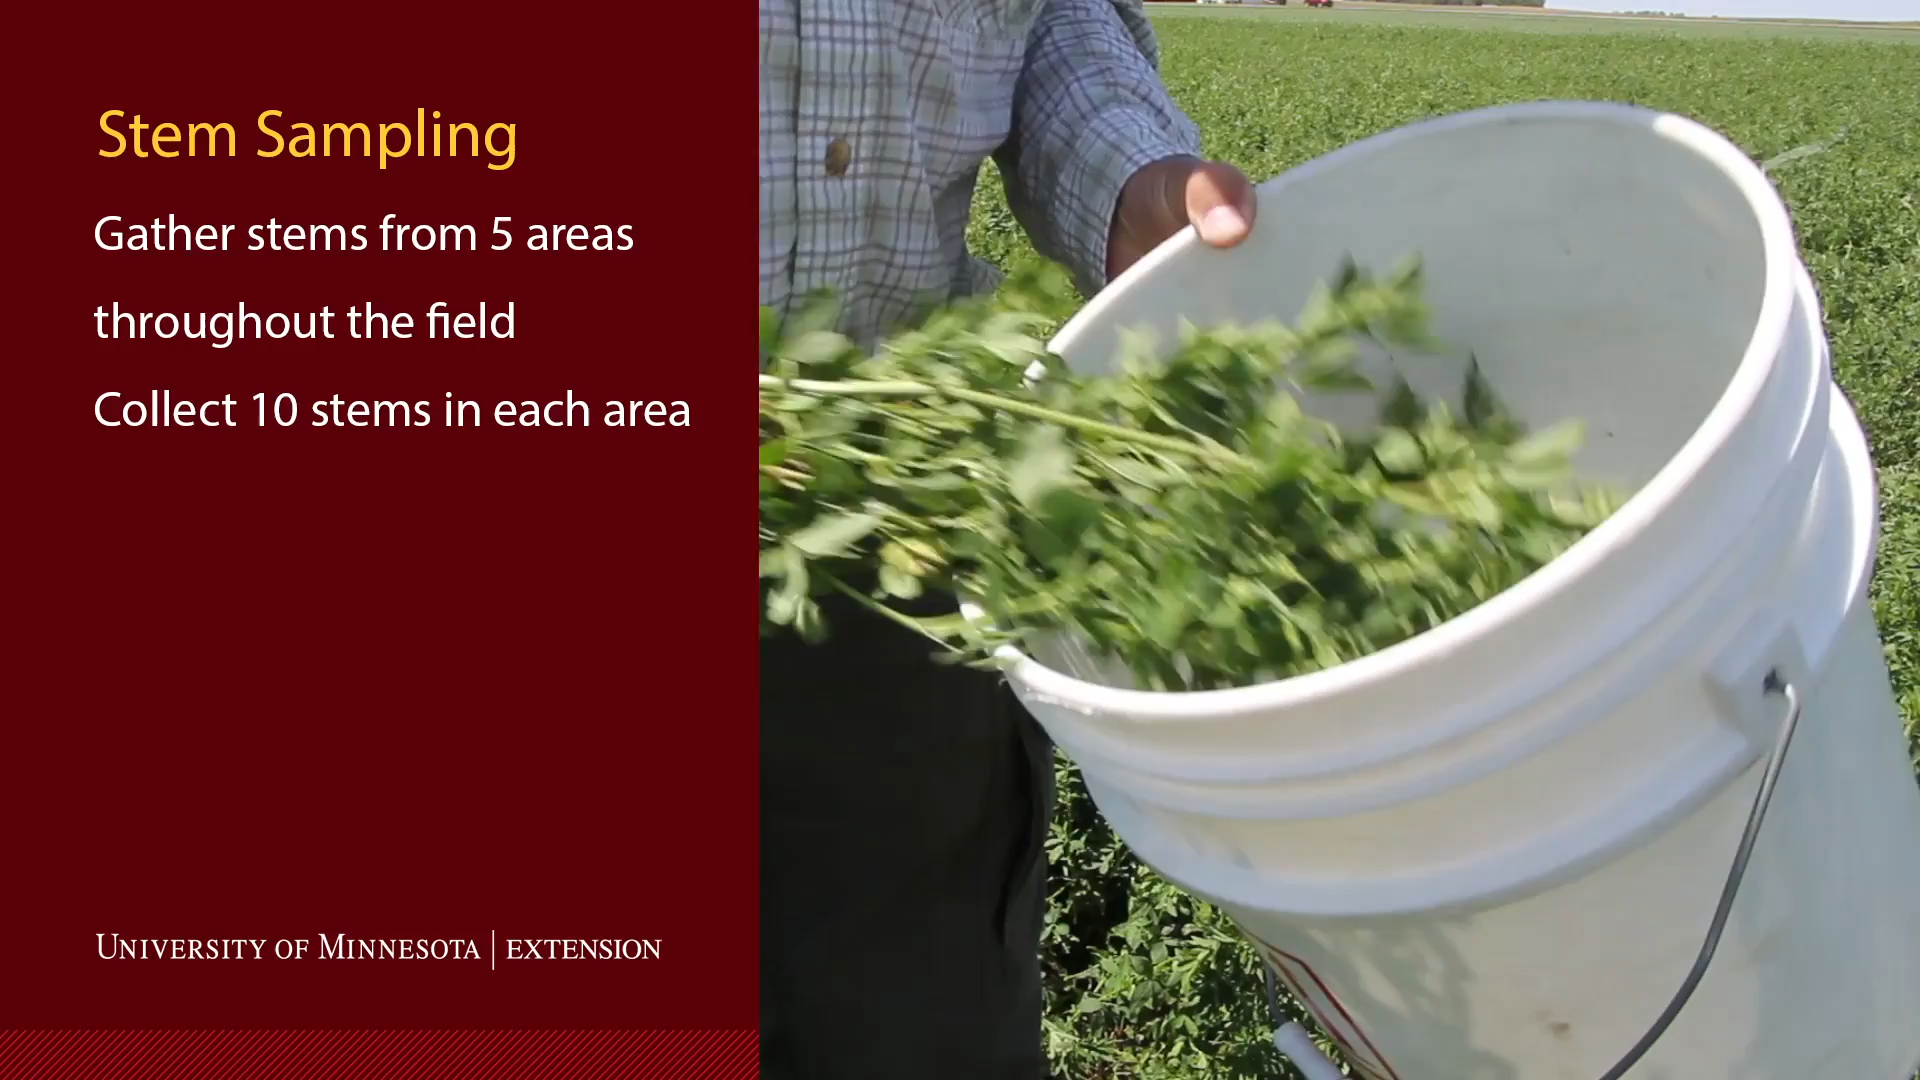 Stem Sampling
Gather stems from 5 areas
throughout the field
Collect 10 stems in each area
UNIVERSITY OF MINNESOTA | EXTENSION